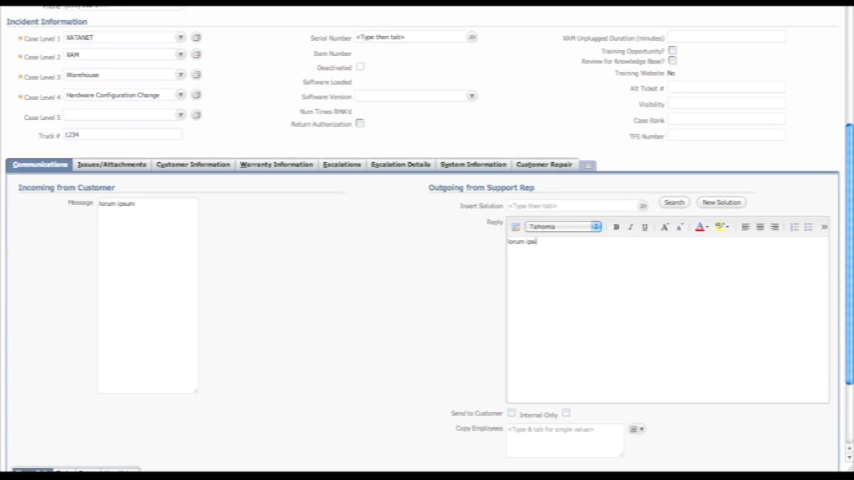 Incident Information
*Case Level 1 XATANET
*Case Level 2 XAM
*Case Level 3 Warehouse
*Case Level 4 Hardware Configuration Change
Case Level 5
Truck # 1234
Serial Number <Type then tab>
Item Number
Deactivated
Software Loaded
Software Version
Num Times RMA'd
Return Authorization
XAM Unplugged Duration (minutes)
Training Opportunity?
Review for Knowledge Base?
Training Website No
Alt Ticket #
Visibility
Case Rank
TFS Number
Communications Issues/Attachments Customer Information Warranty Information Escalations Escalation Details System Information Customer Repair
Incoming from Customer
Message lorum ipsum
Outgoing from Support Rep
Insert Solution <Type then tab> Search New Solution
Reply
Tahoma B I U A A A
lorum ipsi
Send to Customer Internal Only
Copy Employees <Type & tab for single value>